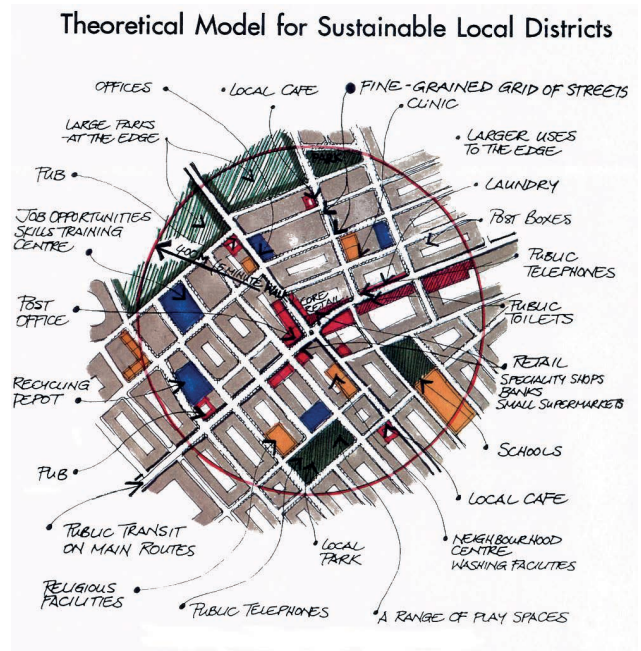 Theoretical Model for Sustainable Local Districts
OFFICES
LOCAL CAFE
FINE-GRAINED GRID OF STREETS
CLINIC
LARGE PARKS
AT THE EDGE
LARGER USES
TO THE EDGE
PUB
PARK
LAUNDRY
JOB OPPORTUNITIES
SKILLS TRAINING
CENTRE
POST BOXES
400M /5 MINUTE WALK
PUBLIC
TELEPHONES
CORE
RETAIL
POST
OFFICE
PUBLIC
TOILETS
RETAIL
SPECIALITY SHOPS
BANKS
SMALL SUPERMARKETS
RECYCLING
DEPOT
SCHOOLS
PUB
LOCAL CAFE
PUBLIC TRANSIT
ON MAIN ROUTES
LOCAL
PARK
NEIGHBOURHOOD
CENTRE
WASHING FACILITIES
RELIGIOUS
FACILITIES
PUBLIC TELEPHONES
A RANGE OF PLAY SPACES